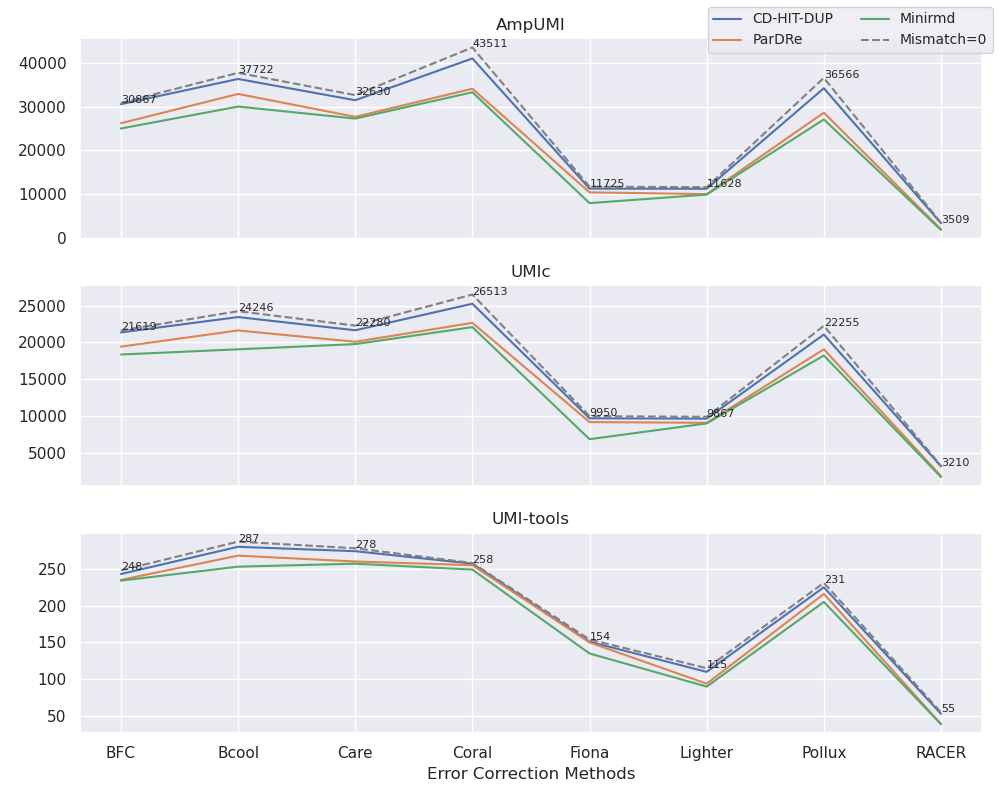 AmpUMI
CD-HIT-DUP
ParDRe
Minirmd
Mismatch=0
40000
30000
20000
10000
0
30867
37722
32630
43511
11725
11628
36566
3509
UMIc
25000
20000
15000
10000
5000
21619
24246
22280
26513
9950
9867
22255
3210
UMI-tools
250
200
150
100
50
248
287
278
258
154
115
231
55
BFC
Bcool
Care
Coral
Fiona
Lighter
Pollux
RACER
Error Correction Methods